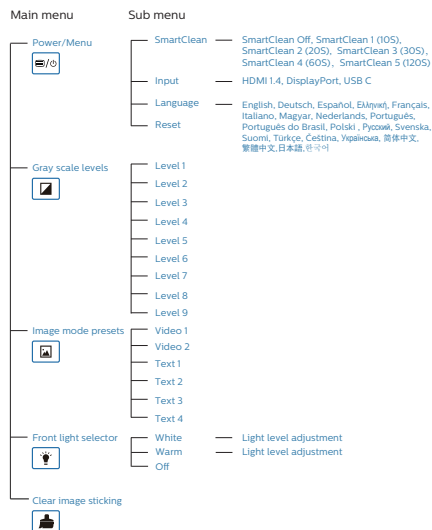 Main menu
Sub menu
Power/Menu
SmartClean
SmartClean Off, SmartClean 1 (10S),
SmartClean 2 (20S), SmartClean 3 (30S),
SmartClean 4 (60S), SmartClean 5 (120S)
Input
HDMI 1.4, DisplayPort, USB C
Language
English, Deutsch, Español, Ελληνική, Français,
Italiano, Magyar, Nederlands, Português,
Português do Brasil, Polski , Русский, Svenska,
Suomi, Türkçe, Čeština, Українська, 简体中文,
繁體中文,日本語,한국어
Reset
Gray scale levels
Level 1
Level 2
Level 3
Level 4
Level 5
Level 6
Level 7
Level 8
Level 9
Image mode presets
Video 1
Video 2
Text 1
Text 2
Text 3
Text 4
Front light selector
White
Light level adjustment
Warm
Light level adjustment
Off
Clear image sticking